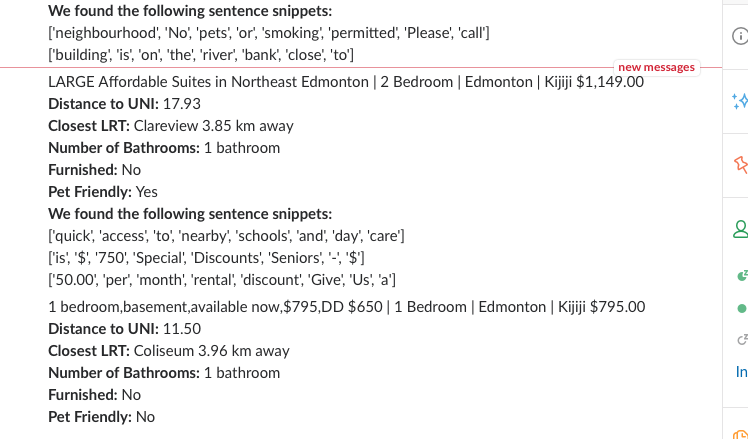 We found the following sentence snippets:
['neighbourhood', 'No', 'pets', 'or', 'smoking', 'permitted', 'Please', 'call']
['building', 'is', 'on', 'the', 'river', 'bank', 'close', 'to']
new messages
LARGE Affordable Suites in Northeast Edmonton | 2 Bedroom | Edmonton | Kijiji $1,149.00
Distance to UNI: 17.93
Closest LRT: Clareview 3.85 km away
Number of Bathrooms: 1 bathroom
Furnished: No
Pet Friendly: Yes
We found the following sentence snippets:
['quick', 'access', 'to', 'nearby', 'schools', 'and', 'day', 'care']
['is', '$', '750', 'Special', 'Discounts', 'Seniors', '-', '$']
['50.00', 'per', 'month', 'rental', 'discount', 'Give', 'Us', 'a']
1 bedroom,basement,available now,$795,DD $650 | 1 Bedroom | Edmonton | Kijiji $795.00
Distance to UNI: 11.50
Closest LRT: Coliseum 3.96 km away
Number of Bathrooms: 1 bathroom
Furnished: No
Pet Friendly: No
In